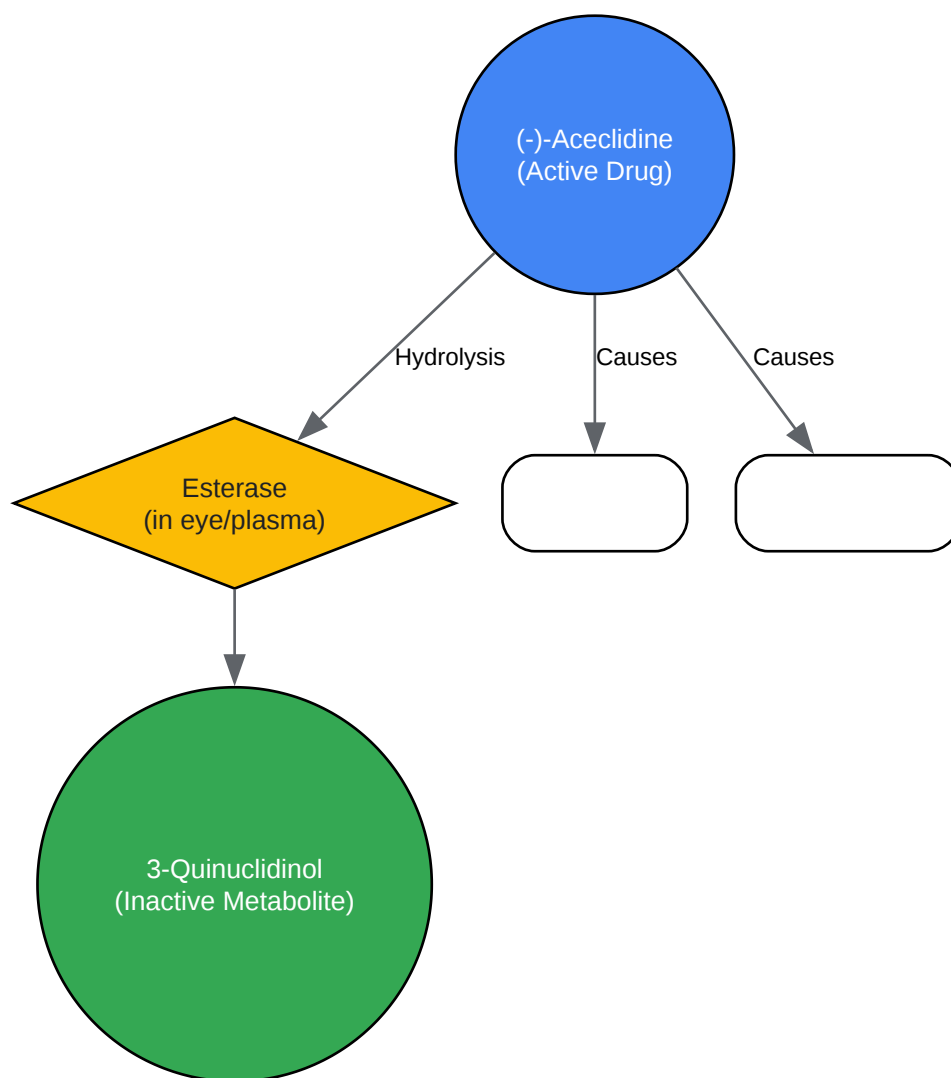 (-)-Aceclidine
(Active Drug)
Hydrolysis
Causes
Causes
Esterase
(in eye/plasma)
3-Quinuclidinol
(Inactive Metabolite)